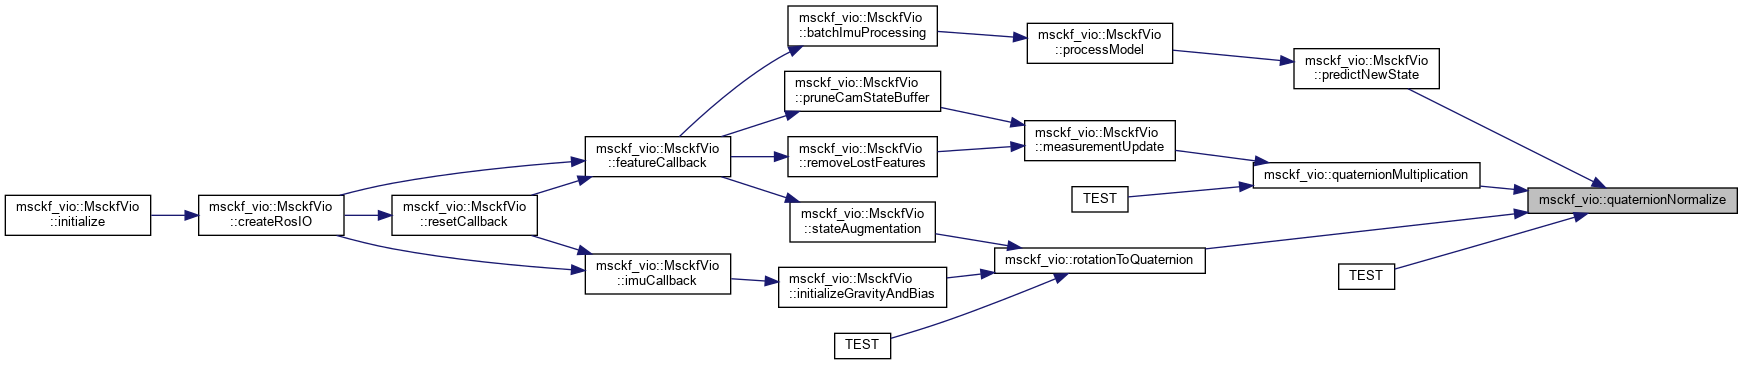 msckf_vio::MsckfVio
::initialize
msckf_vio::MsckfVio
::createRosIO
msckf_vio::MsckfVio
::resetCallback
msckf_vio::MsckfVio
::featureCallback
msckf_vio::MsckfVio
::imuCallback
msckf_vio::MsckfVio
::batchImuProcessing
msckf_vio::MsckfVio
::pruneCamStateBuffer
msckf_vio::MsckfVio
::removeLostFeatures
msckf_vio::MsckfVio
::stateAugmentation
msckf_vio::MsckfVio
::initializeGravityAndBias
TEST
msckf_vio::MsckfVio
::processModel
msckf_vio::MsckfVio
::measurementUpdate
TEST
msckf_vio::rotationToQuaternion
msckf_vio::MsckfVio
::predictNewState
msckf_vio::quaternionMultiplication
TEST
msckf_vio::quaternionNormalize